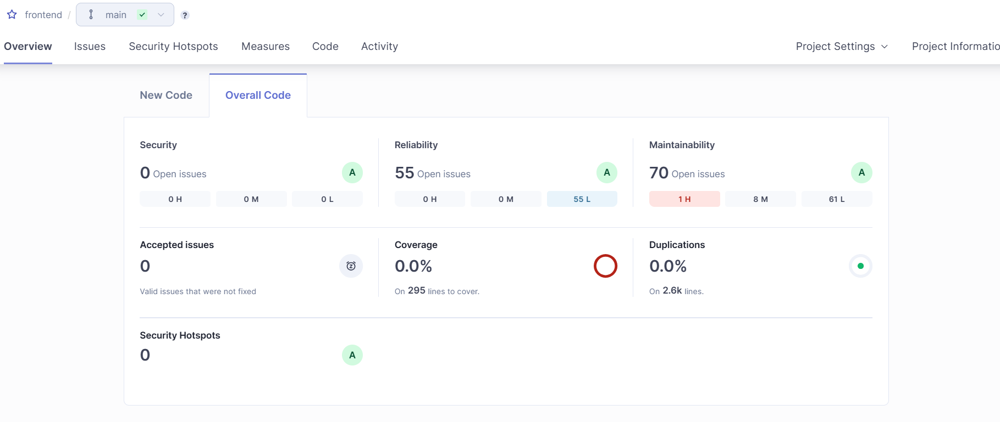 frontend / main ?
Overview Issues Security Hotspots Measures Code Activity Project Settings Project Informatio
New Code Overall Code
Security Reliability Maintainability
0 Open issues A 55 Open issues A 70 Open issues A
0 H 0 M 0 L 0 H 0 M 55 L 1 H 8 M 61 L
Accepted issues Coverage Duplications
0 0.0% 0.0%
Valid issues that were not fixed On 295 lines to cover. On 2.6k lines.
Security Hotspots
0 A